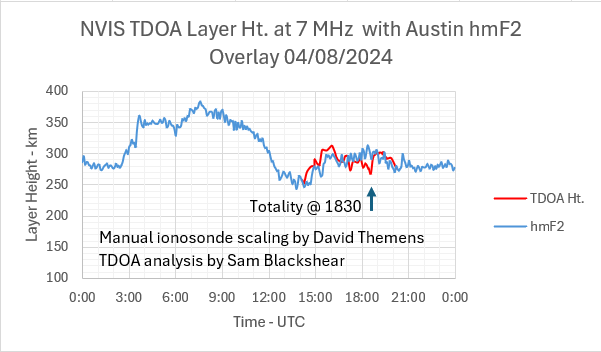 NVIS TDOA Layer Ht. at 7 MHz with Austin hmF2
Overlay 04/08/2024
400
350
300
250
200
150
100
Layer Height - km
Totality @ 1830
Manual ionosonde scaling by David Themens
TDOA analysis by Sam Blackshear
TDOA Ht.
hmF2
0:00 3:00 6:00 9:00 12:00 15:00 18:00 21:00 0:00
Time - UTC